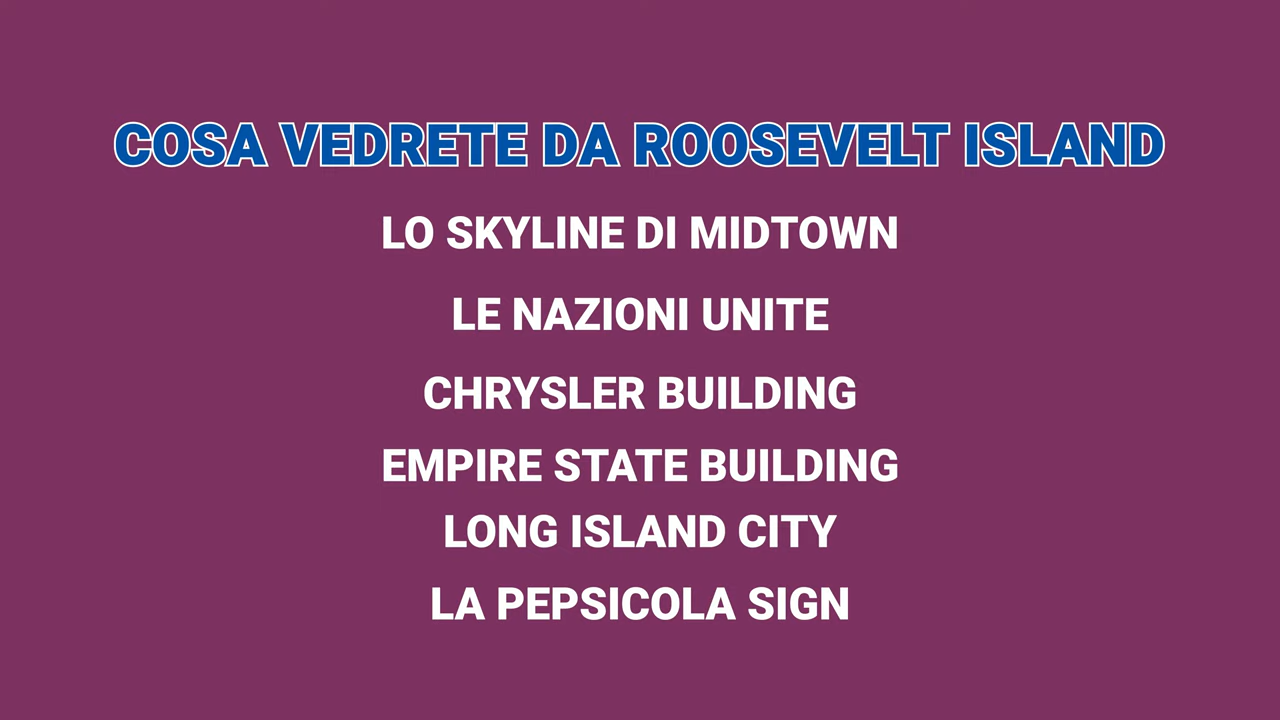 COSA VEDRETE DA ROOSEVELT ISLAND
LO SKYLINE DI MIDTOWN
LE NAZIONI UNITE
CHRYSLER BUILDING
EMPIRE STATE BUILDING
LONG ISLAND CITY
LA PEPSICOLA SIGN